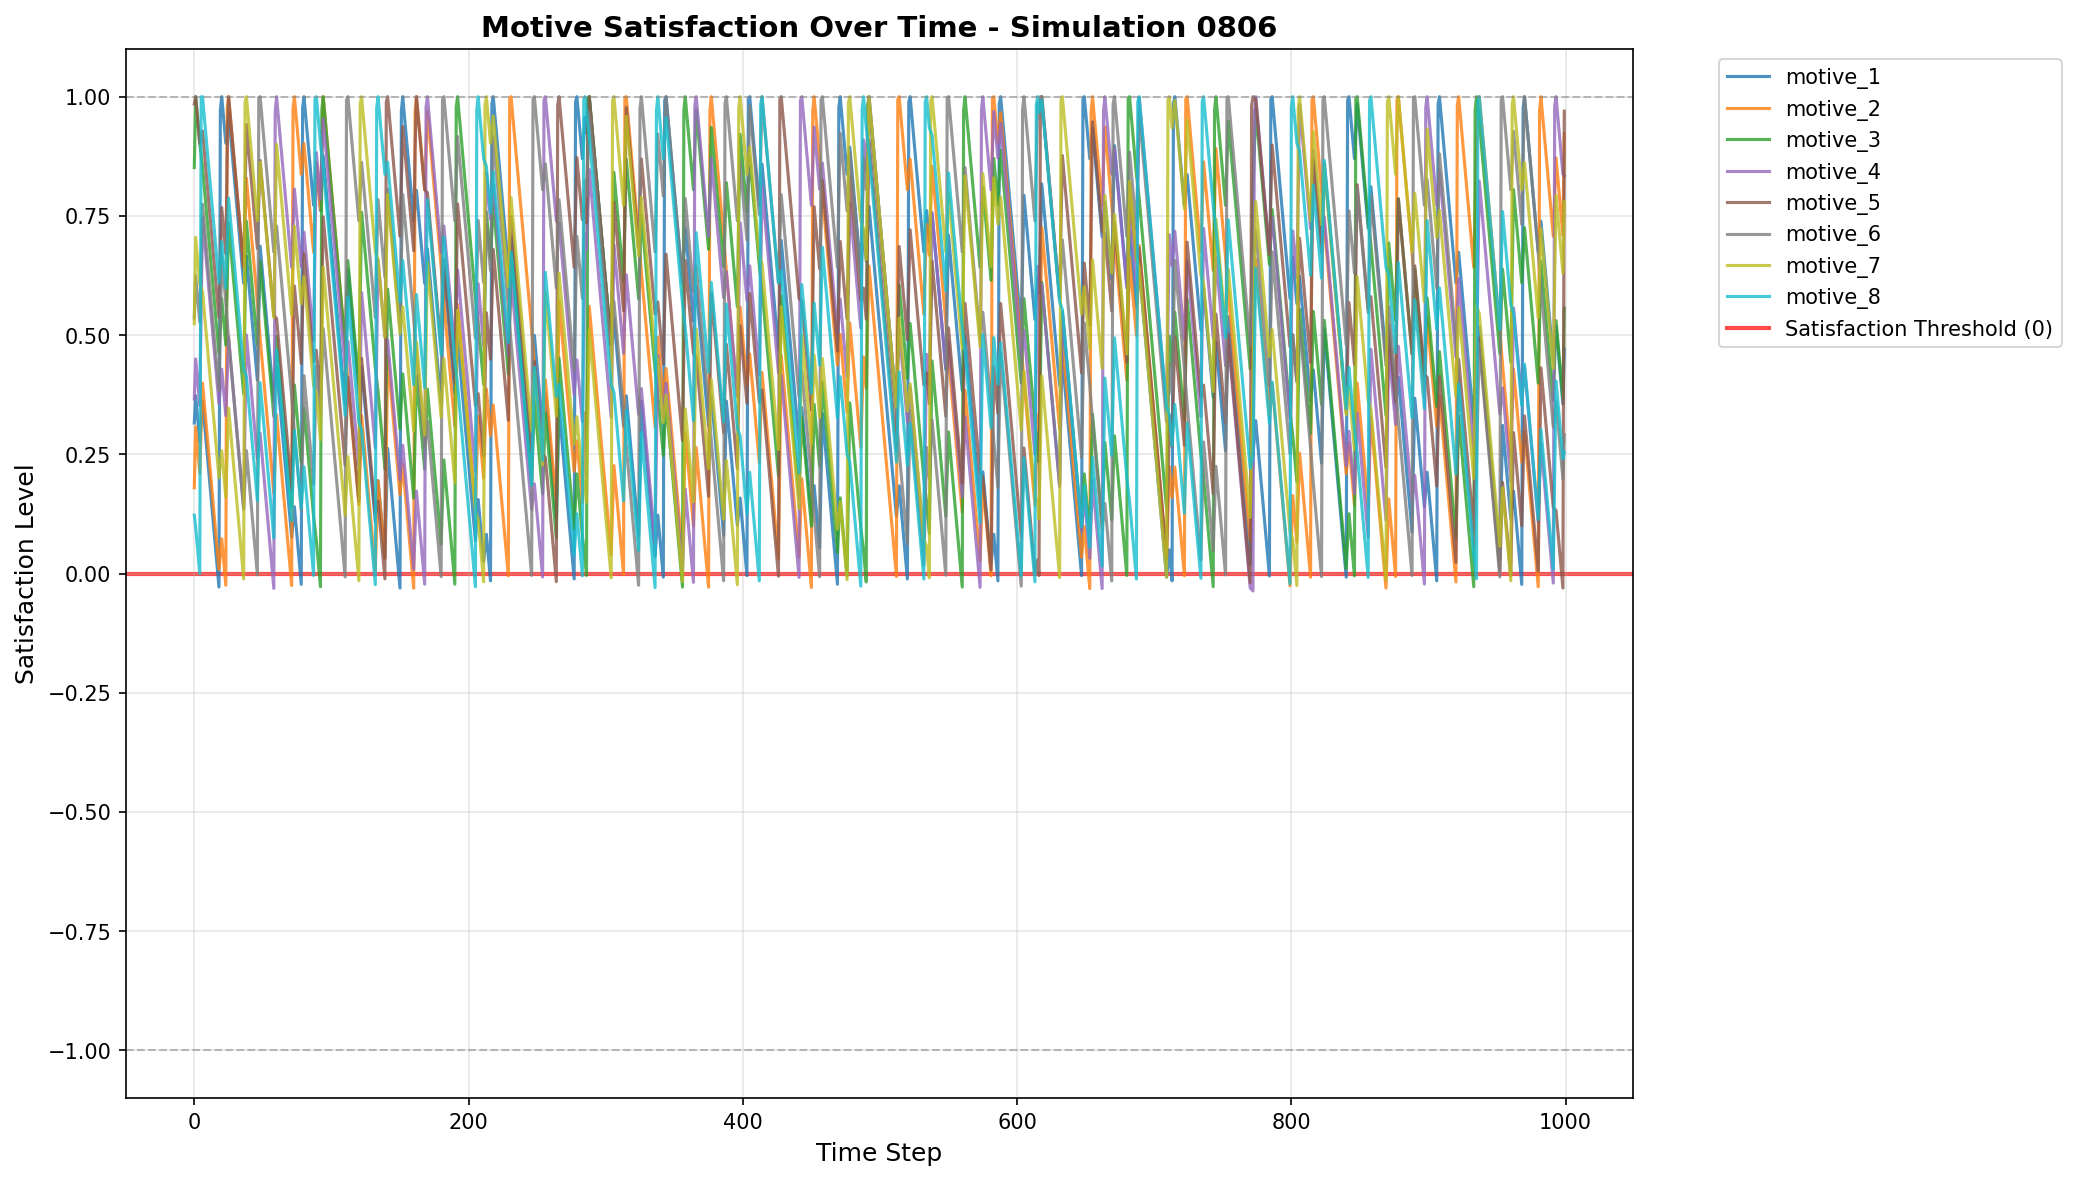 Motive Satisfaction Over Time - Simulation 0806
Satisfaction Level
1.00
0.75
0.50
0.25
0.00
−0.25
−0.50
−0.75
−1.00
0
200
400
600
800
1000
Time Step
motive_1
motive_2
motive_3
motive_4
motive_5
motive_6
motive_7
motive_8
Satisfaction Threshold (0)